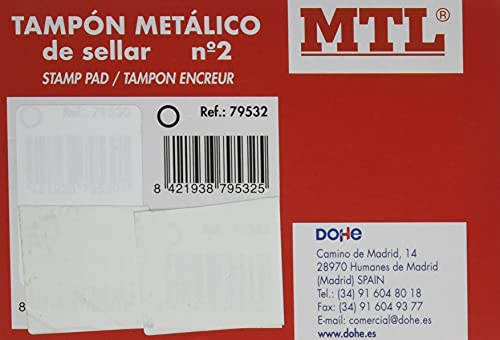 TAMPÓN METÁLICO
de sellar nº2
STAMP PAD / TAMPON ENCREUR
MTL®
Ref.: 79532
8 421938 795325
8
DOHE
Camino de Madrid, 14
28970 Humanes de Madrid
(Madrid) SPAIN
Tel.: (34) 91 604 80 18
Fax: (34) 91 604 93 77
E-mail: comercial@dohe.es
www.dohe.es